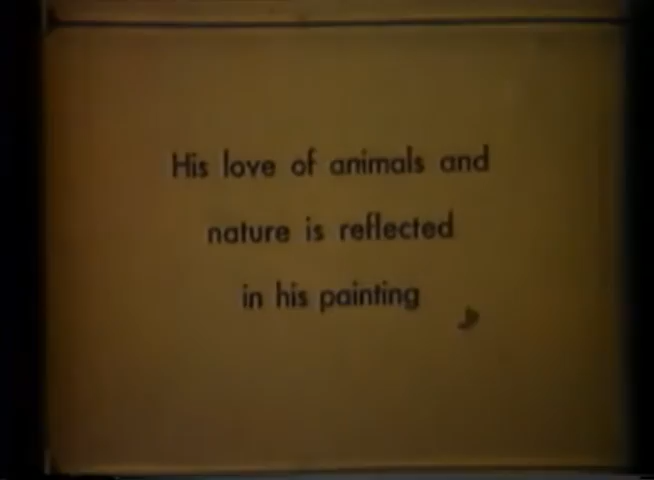 His love of animals and
nature is reflected
in his painting